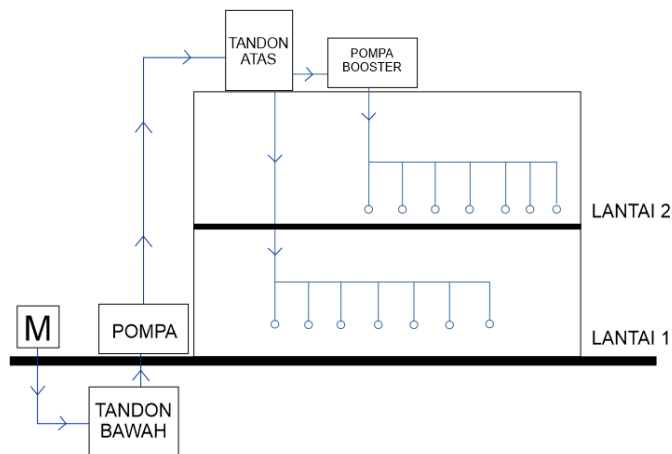 TANDON
ATAS
POMPA
BOOSTER
LANTAI 2
M
POMPA
LANTAI 1
TANDON
BAWAH